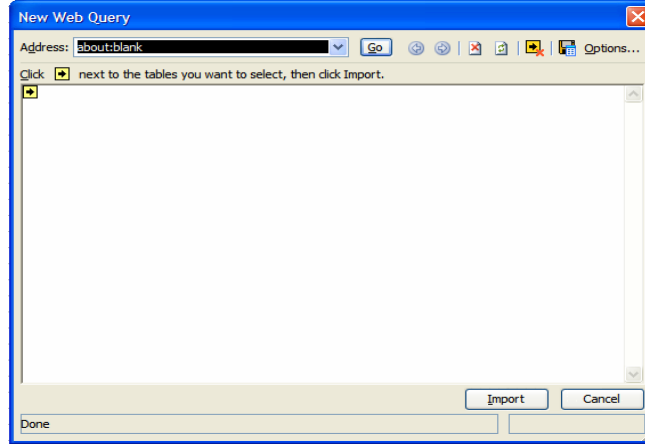 New Web Query
Address: about:blank Go Options...
Click next to the tables you want to select, then click Import.
Import Cancel
Done